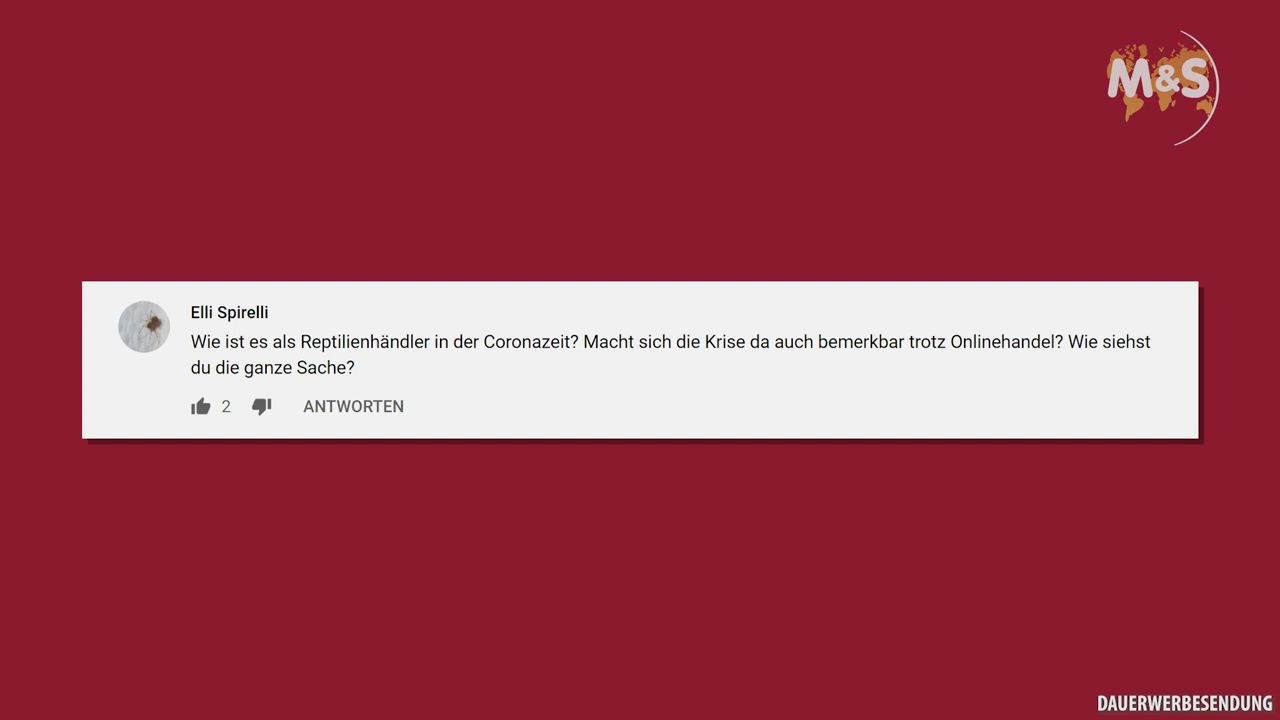 M&S
Elli Spirelli
Wie ist es als Reptilienhändler in der Coronazeit? Macht sich die Krise da auch bemerkbar trotz Onlinehandel? Wie siehst
du die ganze Sache?
2 ANTWORTEN
DAUERWERBESENDUNG